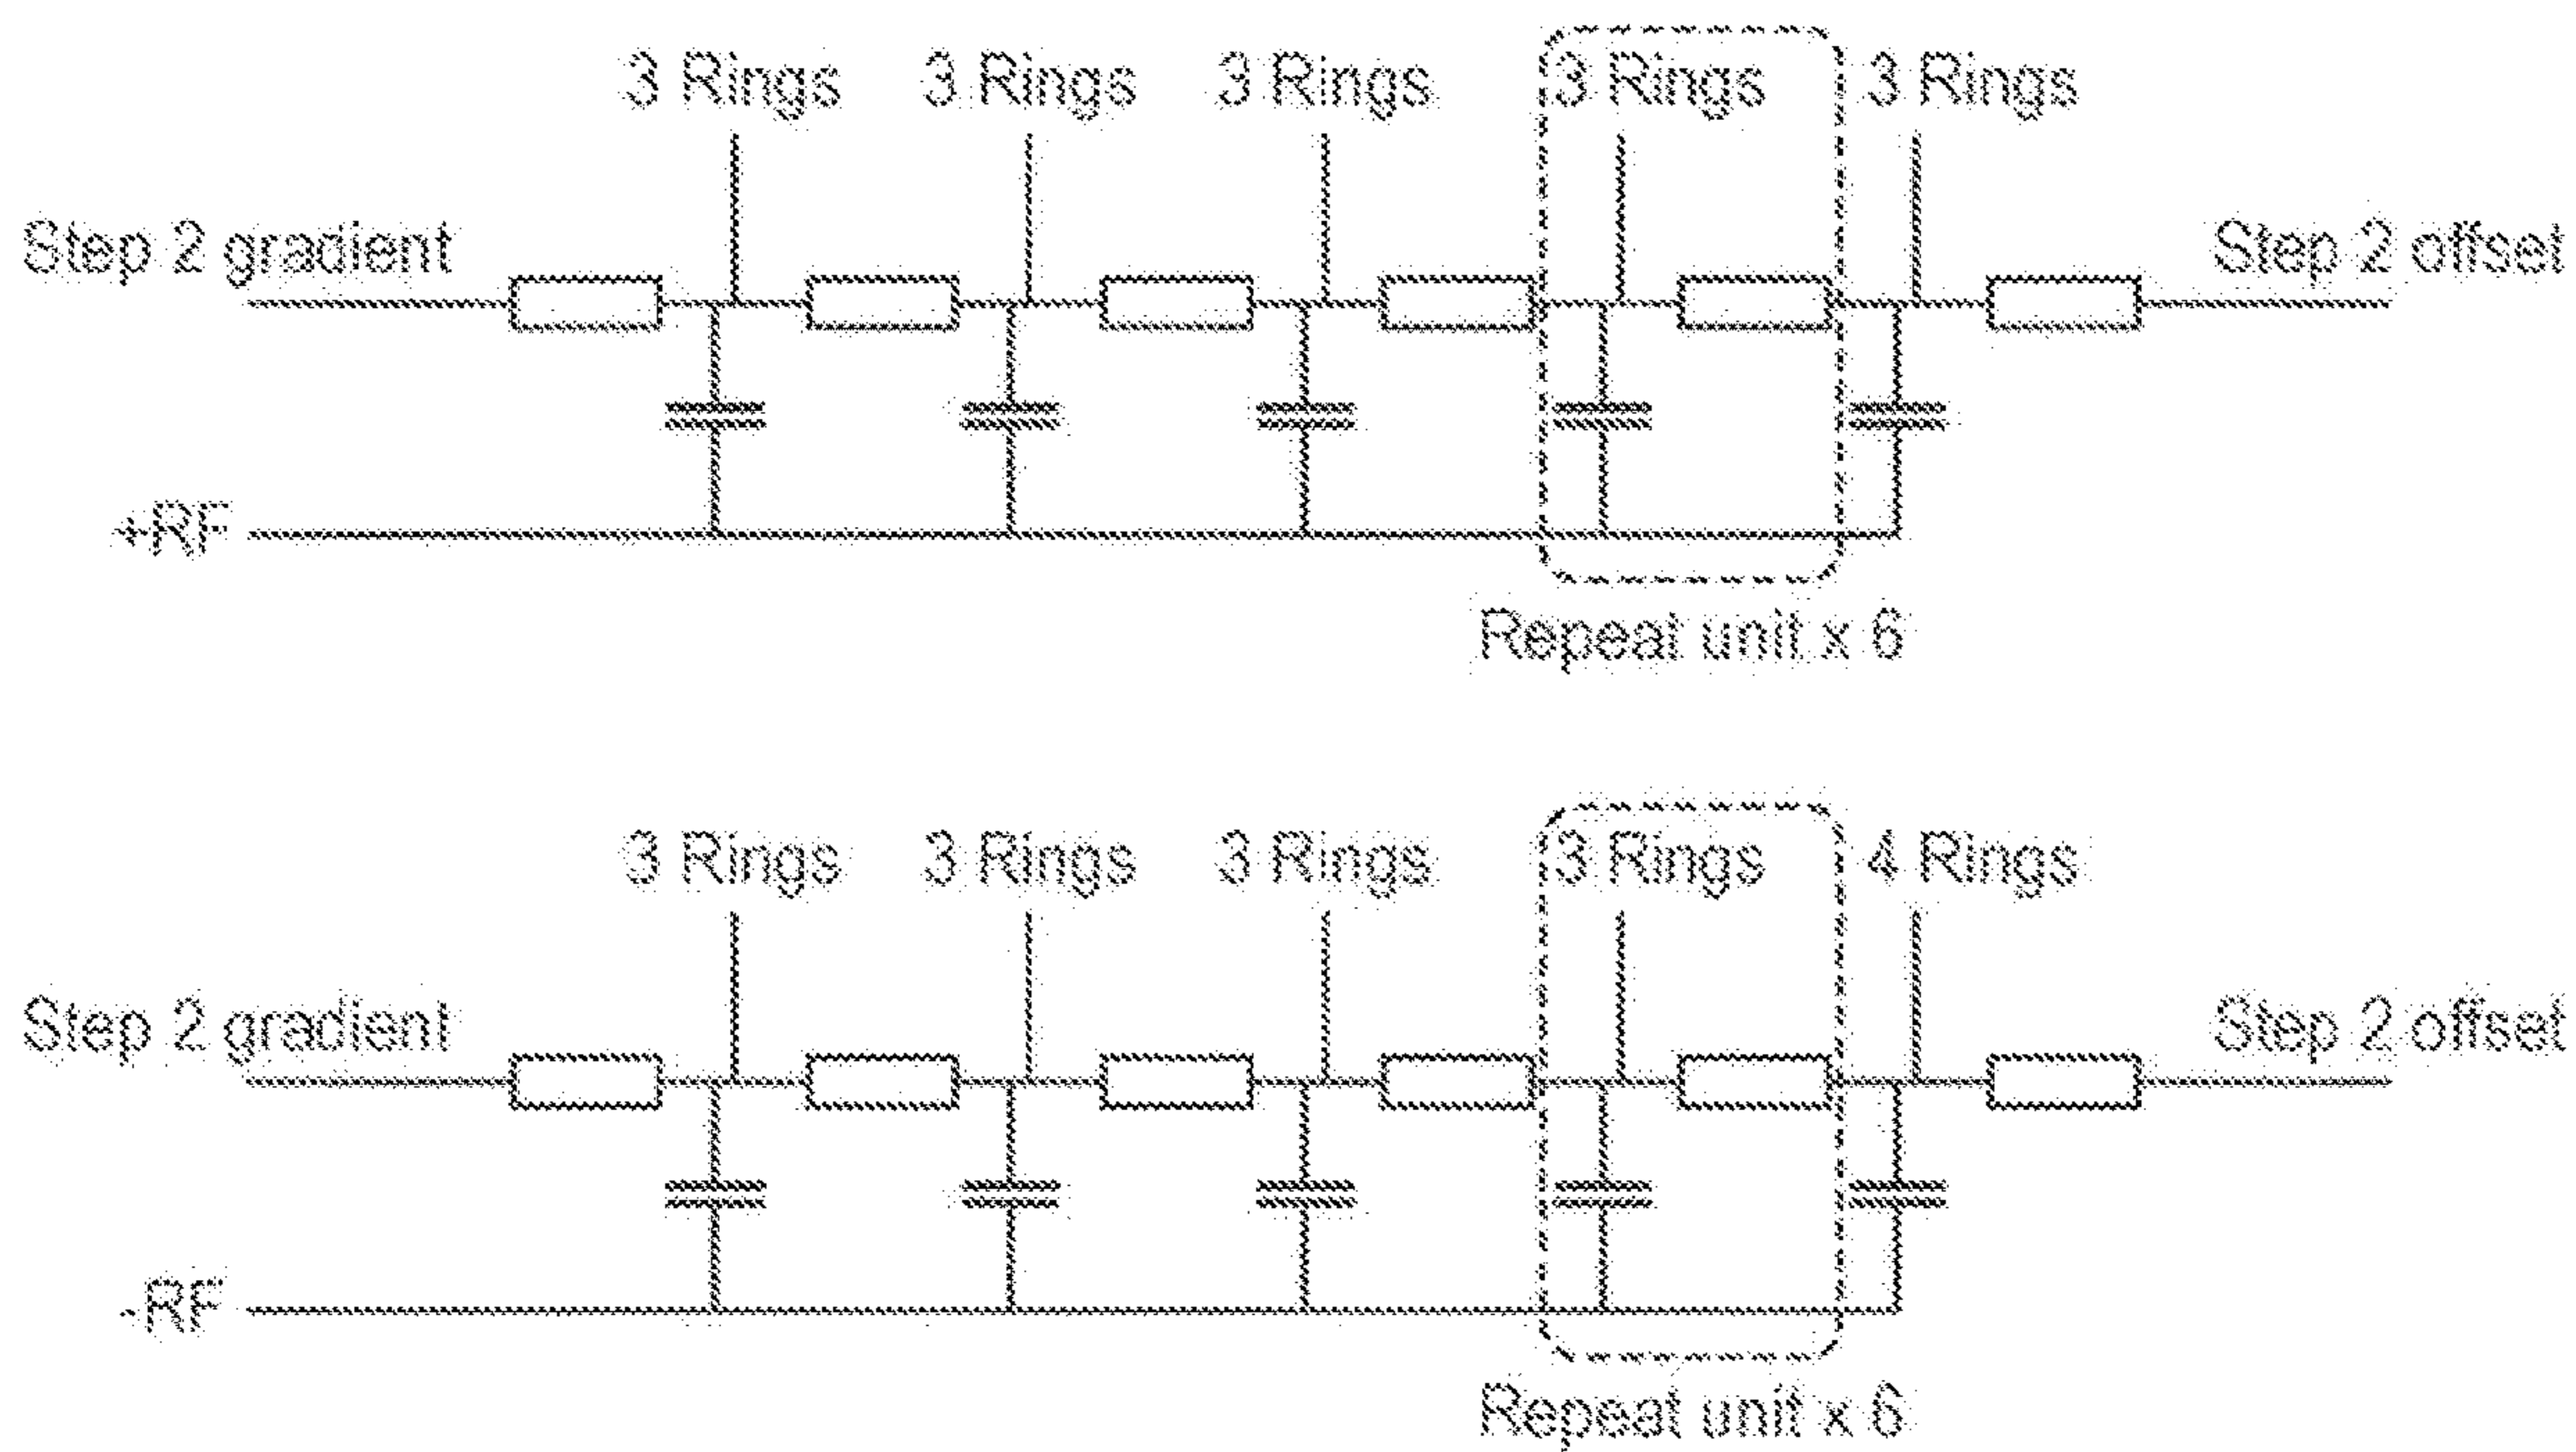 3 Rings 3 Rings 3 Rings 3 Rings 3 Rings
Step 2 gradient Step 2 offset
+RF
Repeat unit x 6
3 Rings 3 Rings 3 Rings 3 Rings 4 Rings
Step 2 gradient Step 2 offset
-RF
Repeat unit x 6